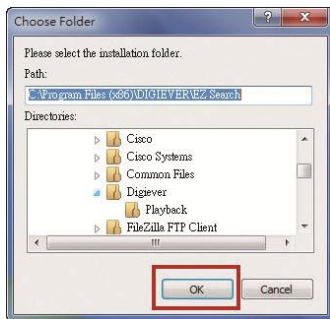 Choose Folder
Please select the installation folder.
Path:
C:\Program Files (x86)\DIGIEVER\EZ Search
Directories:
Cisco
Cisco Systems
Common Files
Digiever
Playback
FileZilla FTP Client
OK
Cancel